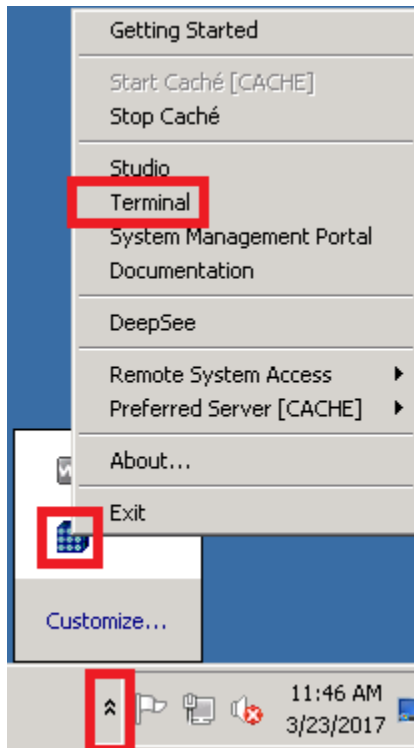 Getting Started
Start Caché [CACHE]
Stop Caché
Studio
Terminal
System Management Portal
Documentation
DeepSee
Remote System Access
Preferred Server [CACHE]
About...
Exit
Customize...
11:46 AM
3/23/2017